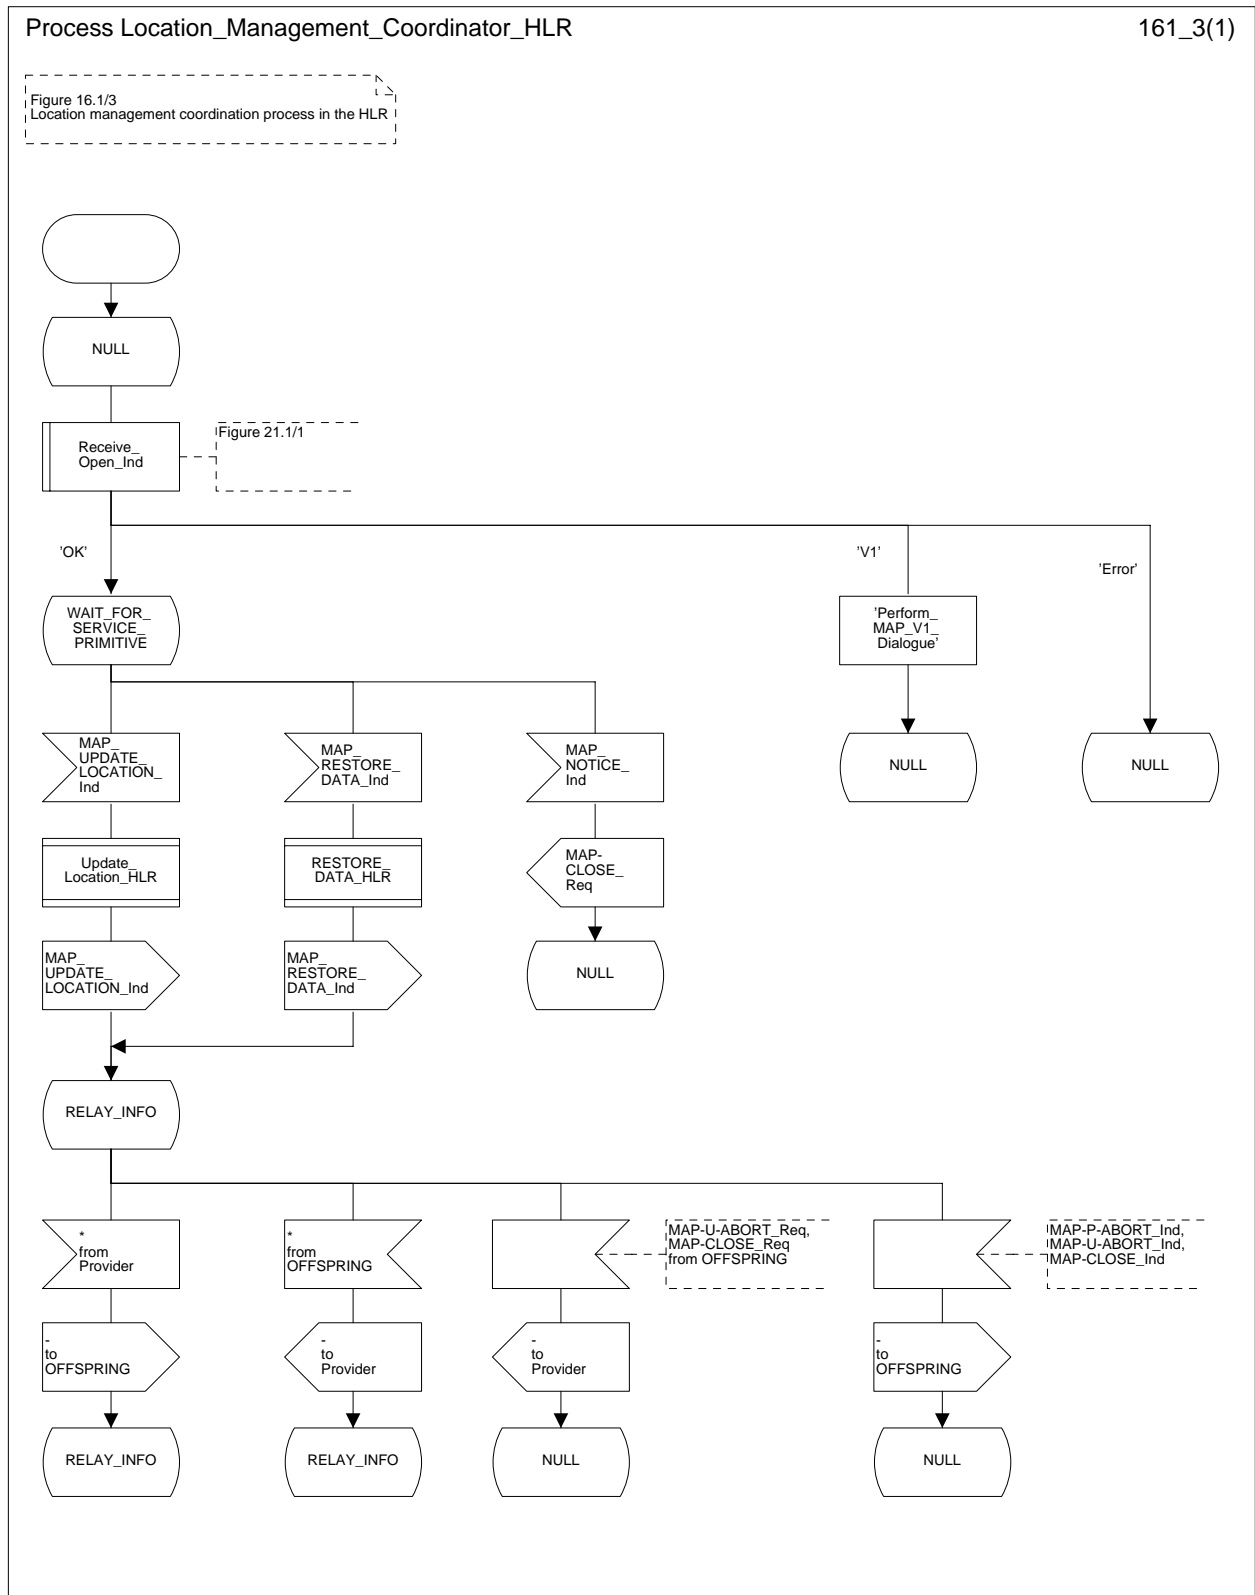 Process Location_Management_Coordinator_HLR
161_3(1)
Figure 16.1/3
Location management coordination process in the HLR
NULL
Receive_
Open_Ind
Figure 21.1/1
'OK'
'V1'
'Error'
WAIT_FOR_
SERVICE_
PRIMITIVE
'Perform_
MAP_V1_
Dialogue'
MAP_
UPDATE_
LOCATION_
Ind
MAP_
RESTORE_
DATA_Ind
MAP_
NOTICE_
Ind
NULL
NULL
Update_
Location_HLR
RESTORE_
DATA_HLR
MAP-
CLOSE_
Req
MAP_
UPDATE_
LOCATION_Ind
MAP_
RESTORE_
DATA_Ind
NULL
RELAY_INFO
*
from
Provider
*
from
OFFSPRING
MAP-U-ABORT_Req,
MAP-CLOSE_Req
from OFFSPRING
MAP-P-ABORT_Ind,
MAP-U-ABORT_Ind,
MAP-CLOSE_Ind
-
to
OFFSPRING
-
to
Provider
-
to
Provider
-
to
OFFSPRING
RELAY_INFO
RELAY_INFO
NULL
NULL